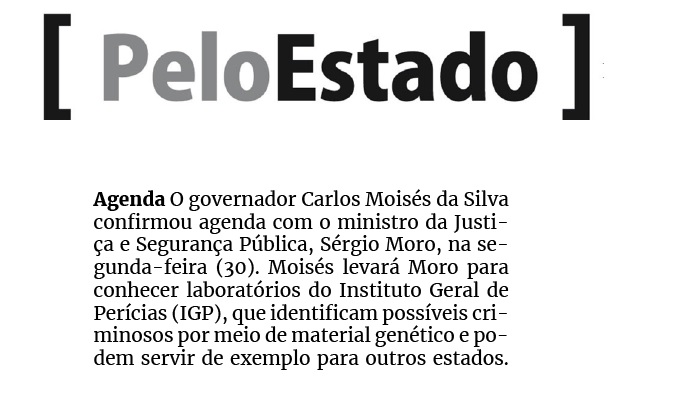 [PeloEstado]
Agenda O governador Carlos Moisés da Silva
confirmou agenda com o ministro da Justi-
ça e Segurança Pública, Sérgio Moro, na se-
gunda-feira (30). Moisés levará Moro para
conhecer laboratórios do Instituto Geral de
Perícias (IGP), que identificam possíveis cri-
minosos por meio de material genético e po-
dem servir de exemplo para outros estados.